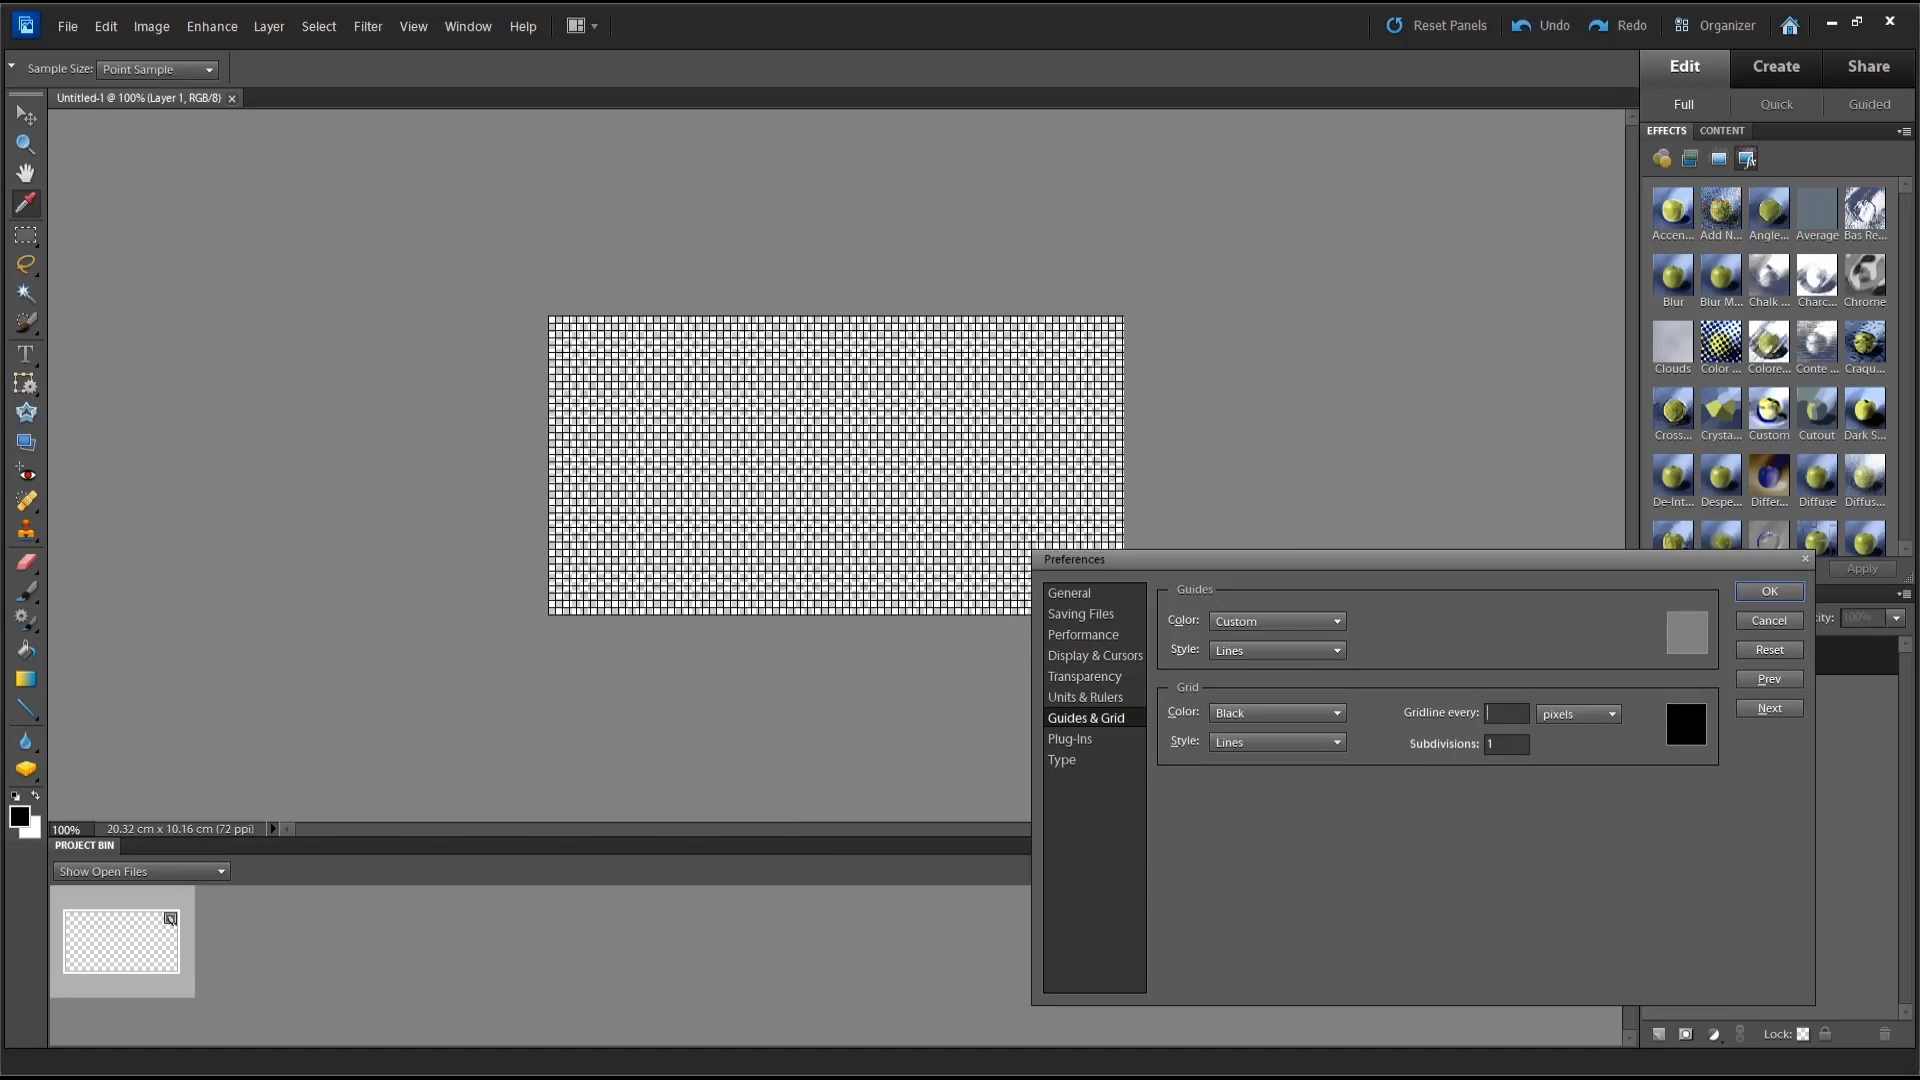 File Edit Image Enhance Layer Select Filter View Window Help
Reset Panels Undo Redo Organizer
Sample Size: Point Sample
Edit Create Share
Untitled-1 @ 100% (Layer 1, RGB/8)
Full Quick Guided
EFFECTS CONTENT
Accen... Add N... Angle... Average Bas Re...
Blur Blur M... Chalk ... Charc... Chrome
Clouds Color ... Colore... Conte ... Craqu...
Cross... Crysta... Custom Cutout Dark S...
De-Int... Despe... Differ... Diffuse Diffus...
Apply
Preferences
General
Saving Files
Performance
Display & Cursors
Transparency
Units & Rulers
Guides & Grid
Plug-Ins
Type
Guides
Color: Custom
Style: Lines
Grid
Color: Black
Gridline every: pixels
Style: Lines
Subdivisions: 1
OK
Cancel
Reset
Prev
Next
city: 100%
100% 20.32 cm x 10.16 cm (72 ppi)
PROJECT BIN
Show Open Files
Lock: